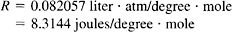 R = 0.082057 liter · atm/degree · mole
= 8.3144 joules/degree · mole